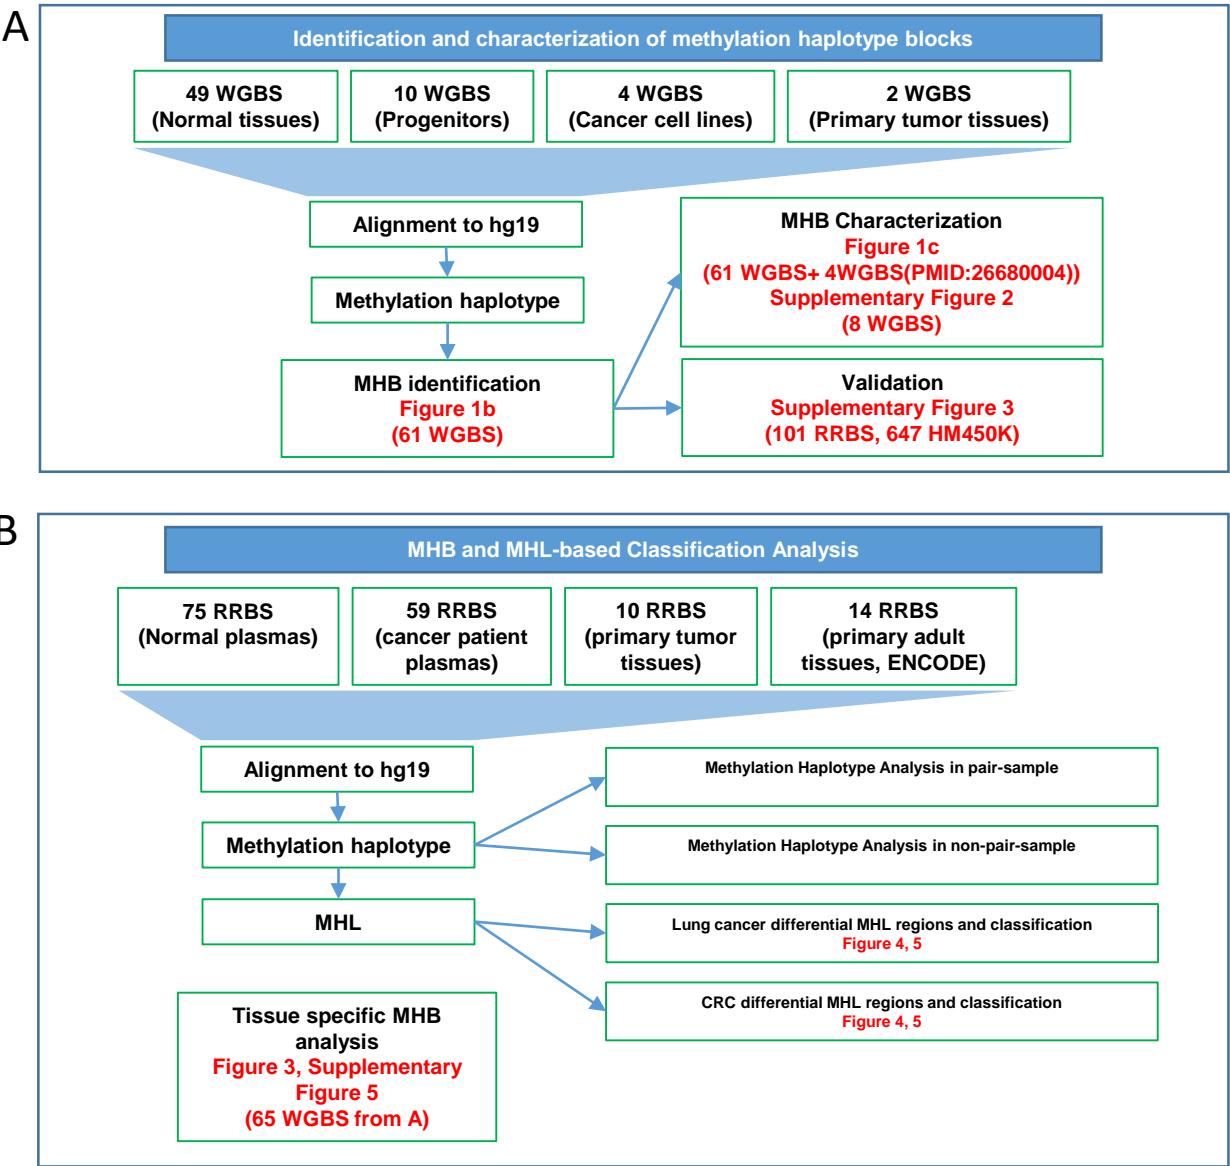 A
Identification and characterization of methylation haplotype blocks
49 WGBS
(Normal tissues)
10 WGBS
(Progenitors)
4 WGBS
(Cancer cell lines)
2 WGBS
(Primary tumor tissues)
Alignment to hg19
Methylation haplotype
MHB identification
Figure 1b
(61 WGBS)
MHB Characterization
Figure 1c
(61 WGBS+ 4WGBS(PMID:26680004))
Supplementary Figure 2
(8 WGBS)
Validation
Supplementary Figure 3
(101 RRBS, 647 HM450K)
B
MHB and MHL-based Classification Analysis
75 RRBS
(Normal plasmas)
59 RRBS
(cancer patient
plasmas)
10 RRBS
(primary tumor
tissues)
14 RRBS
(primary adult
tissues, ENCODE)
Alignment to hg19
Methylation haplotype
MHL
Methylation Haplotype Analysis in pair-sample
Methylation Haplotype Analysis in non-pair-sample
Lung cancer differential MHL regions and classification
Figure 4, 5
CRC differential MHL regions and classification
Figure 4, 5
Tissue specific MHB
analysis
Figure 3, Supplementary
Figure 5
(65 WGBS from A)